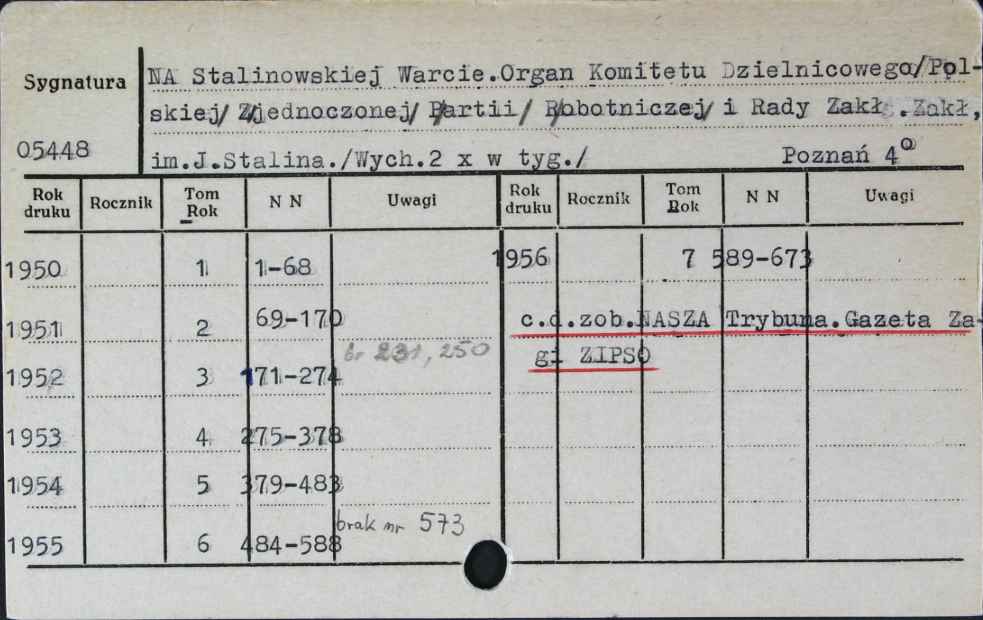 Sygnatura
05448
NA Stalinowskiej Warcie.Organ Komitetu Dzielnicowego/Pol-
skiej/ Zjednoczonej/ Partii/ Robotniczej/ i Rady Zakł.Zakł,
im.J.Stalina./Wych.2 x w tyg./ Poznań 4°
Rok druku Rocznik Tom Rok N N Uwagi Rok druku Rocznik Tom Rok N N Uwagi
1950 1 1-68 1956 7 589-673
1951 2 69-170 c.d.zob.NASZA Trybuna.Gazeta Za-
br 231, 250 gi ZIPSO
1952 3 171-274
1953 4 275-378
1954 5 379-483
brak nr 573
1955 6 484-588